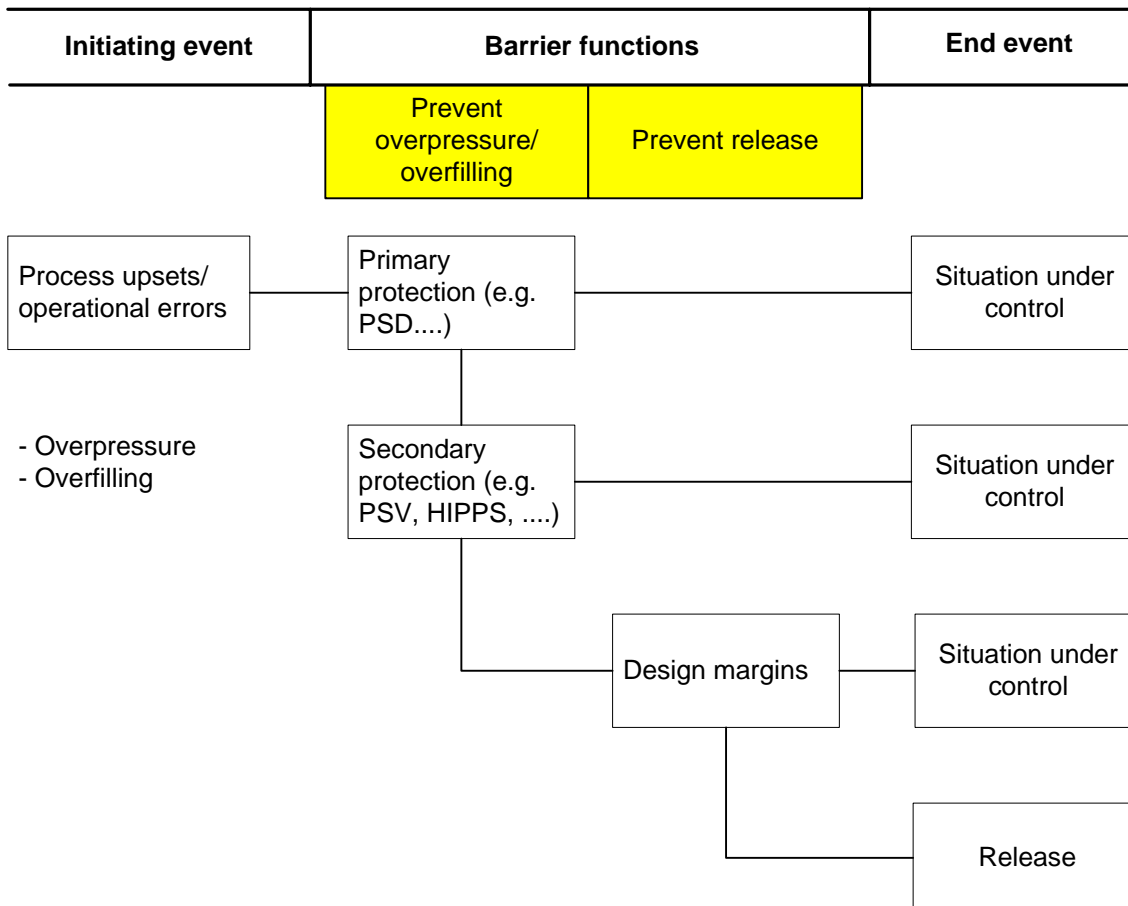 Initiating event
Barrier functions
End event
Prevent
overpressure/
overfilling
Prevent release
Process upsets/
operational errors
Primary
protection (e.g.
PSD....)
Situation under
control
- Overpressure
- Overfilling
Secondary
protection (e.g.
PSV, HIPPS, ....)
Situation under
control
Design margins
Situation under
control
Release